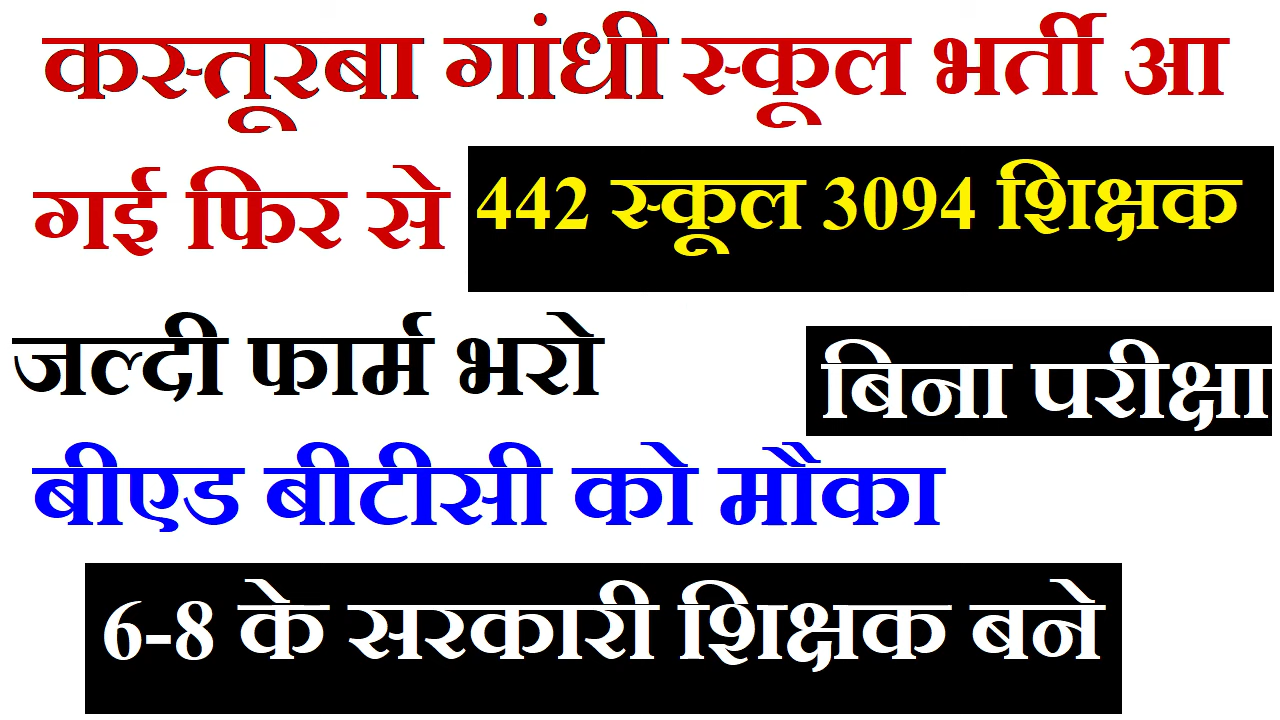 कस्तूरबा गांधी स्कूल भर्ती आ
गई फिर से 442 स्कूल 3094 शिक्षक
जल्दी फार्म भरो बिना परीक्षा
बीएड बीटीसी को मौका
6-8 के सरकारी शिक्षक बने